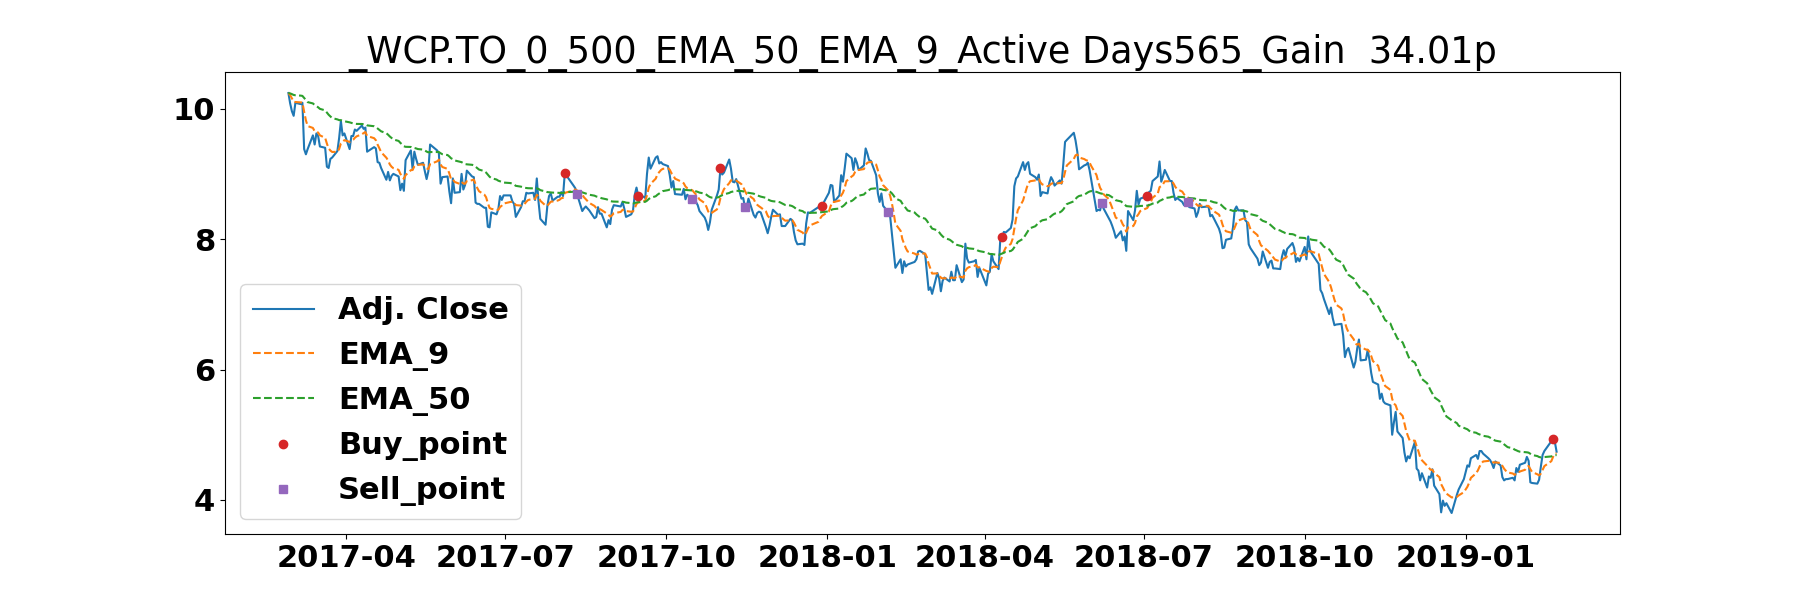 _WCP.TO_0_500_EMA_50_EMA_9_Active Days565_Gain  34.01p
10
8
6
4
Adj. Close
EMA_9
EMA_50
Buy_point
Sell_point
2017-04 2017-07 2017-10 2018-01 2018-04 2018-07 2018-10 2019-01